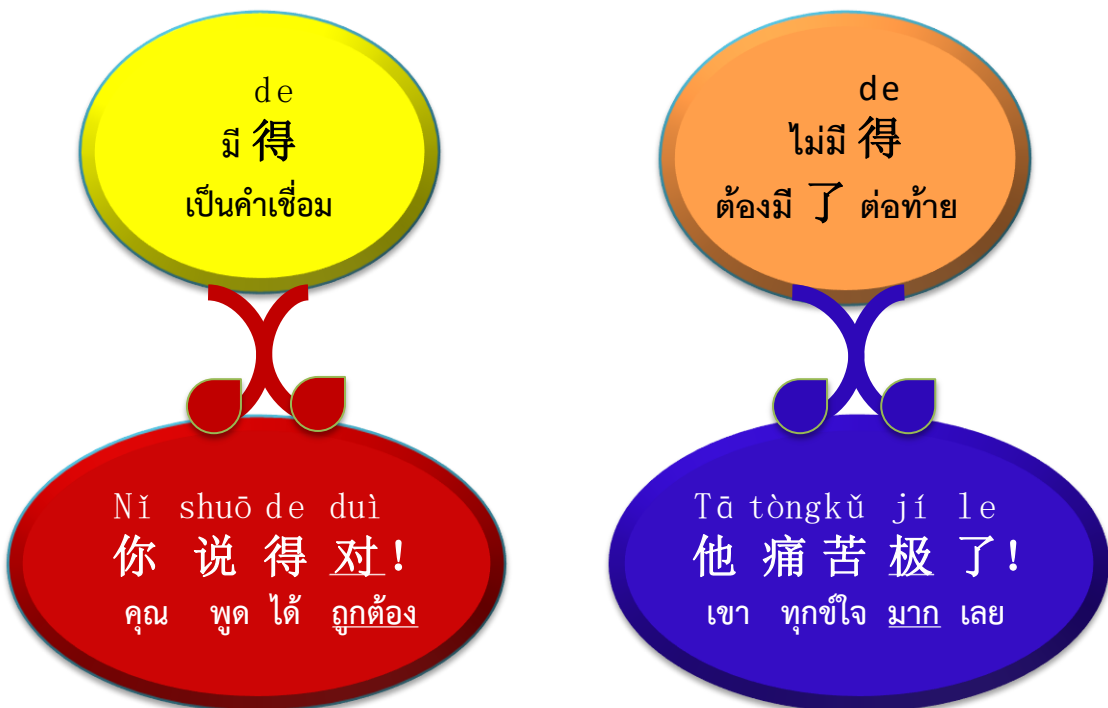 de
มี 得
เป็นคำเชื่อม
Nǐ shuō de duì
你 说 得 对!
คุณ พูด ได้ ถูกต้อง
de
ไม่มี 得
ต้องมี 了 ต่อท้าย
Tā tòngkǔ jí le
他 痛 苦 极 了!
เขา ทุกข์ใจ มาก เลย